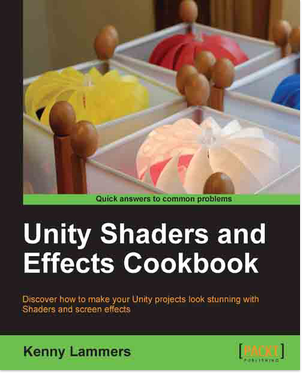 Quick answers to common problems
Unity Shaders and
Effects Cookbook
Discover how to make your Unity projects look stunning with
Shaders and screen effects
Kenny Lammers
[PACKT]
PUBLISHING